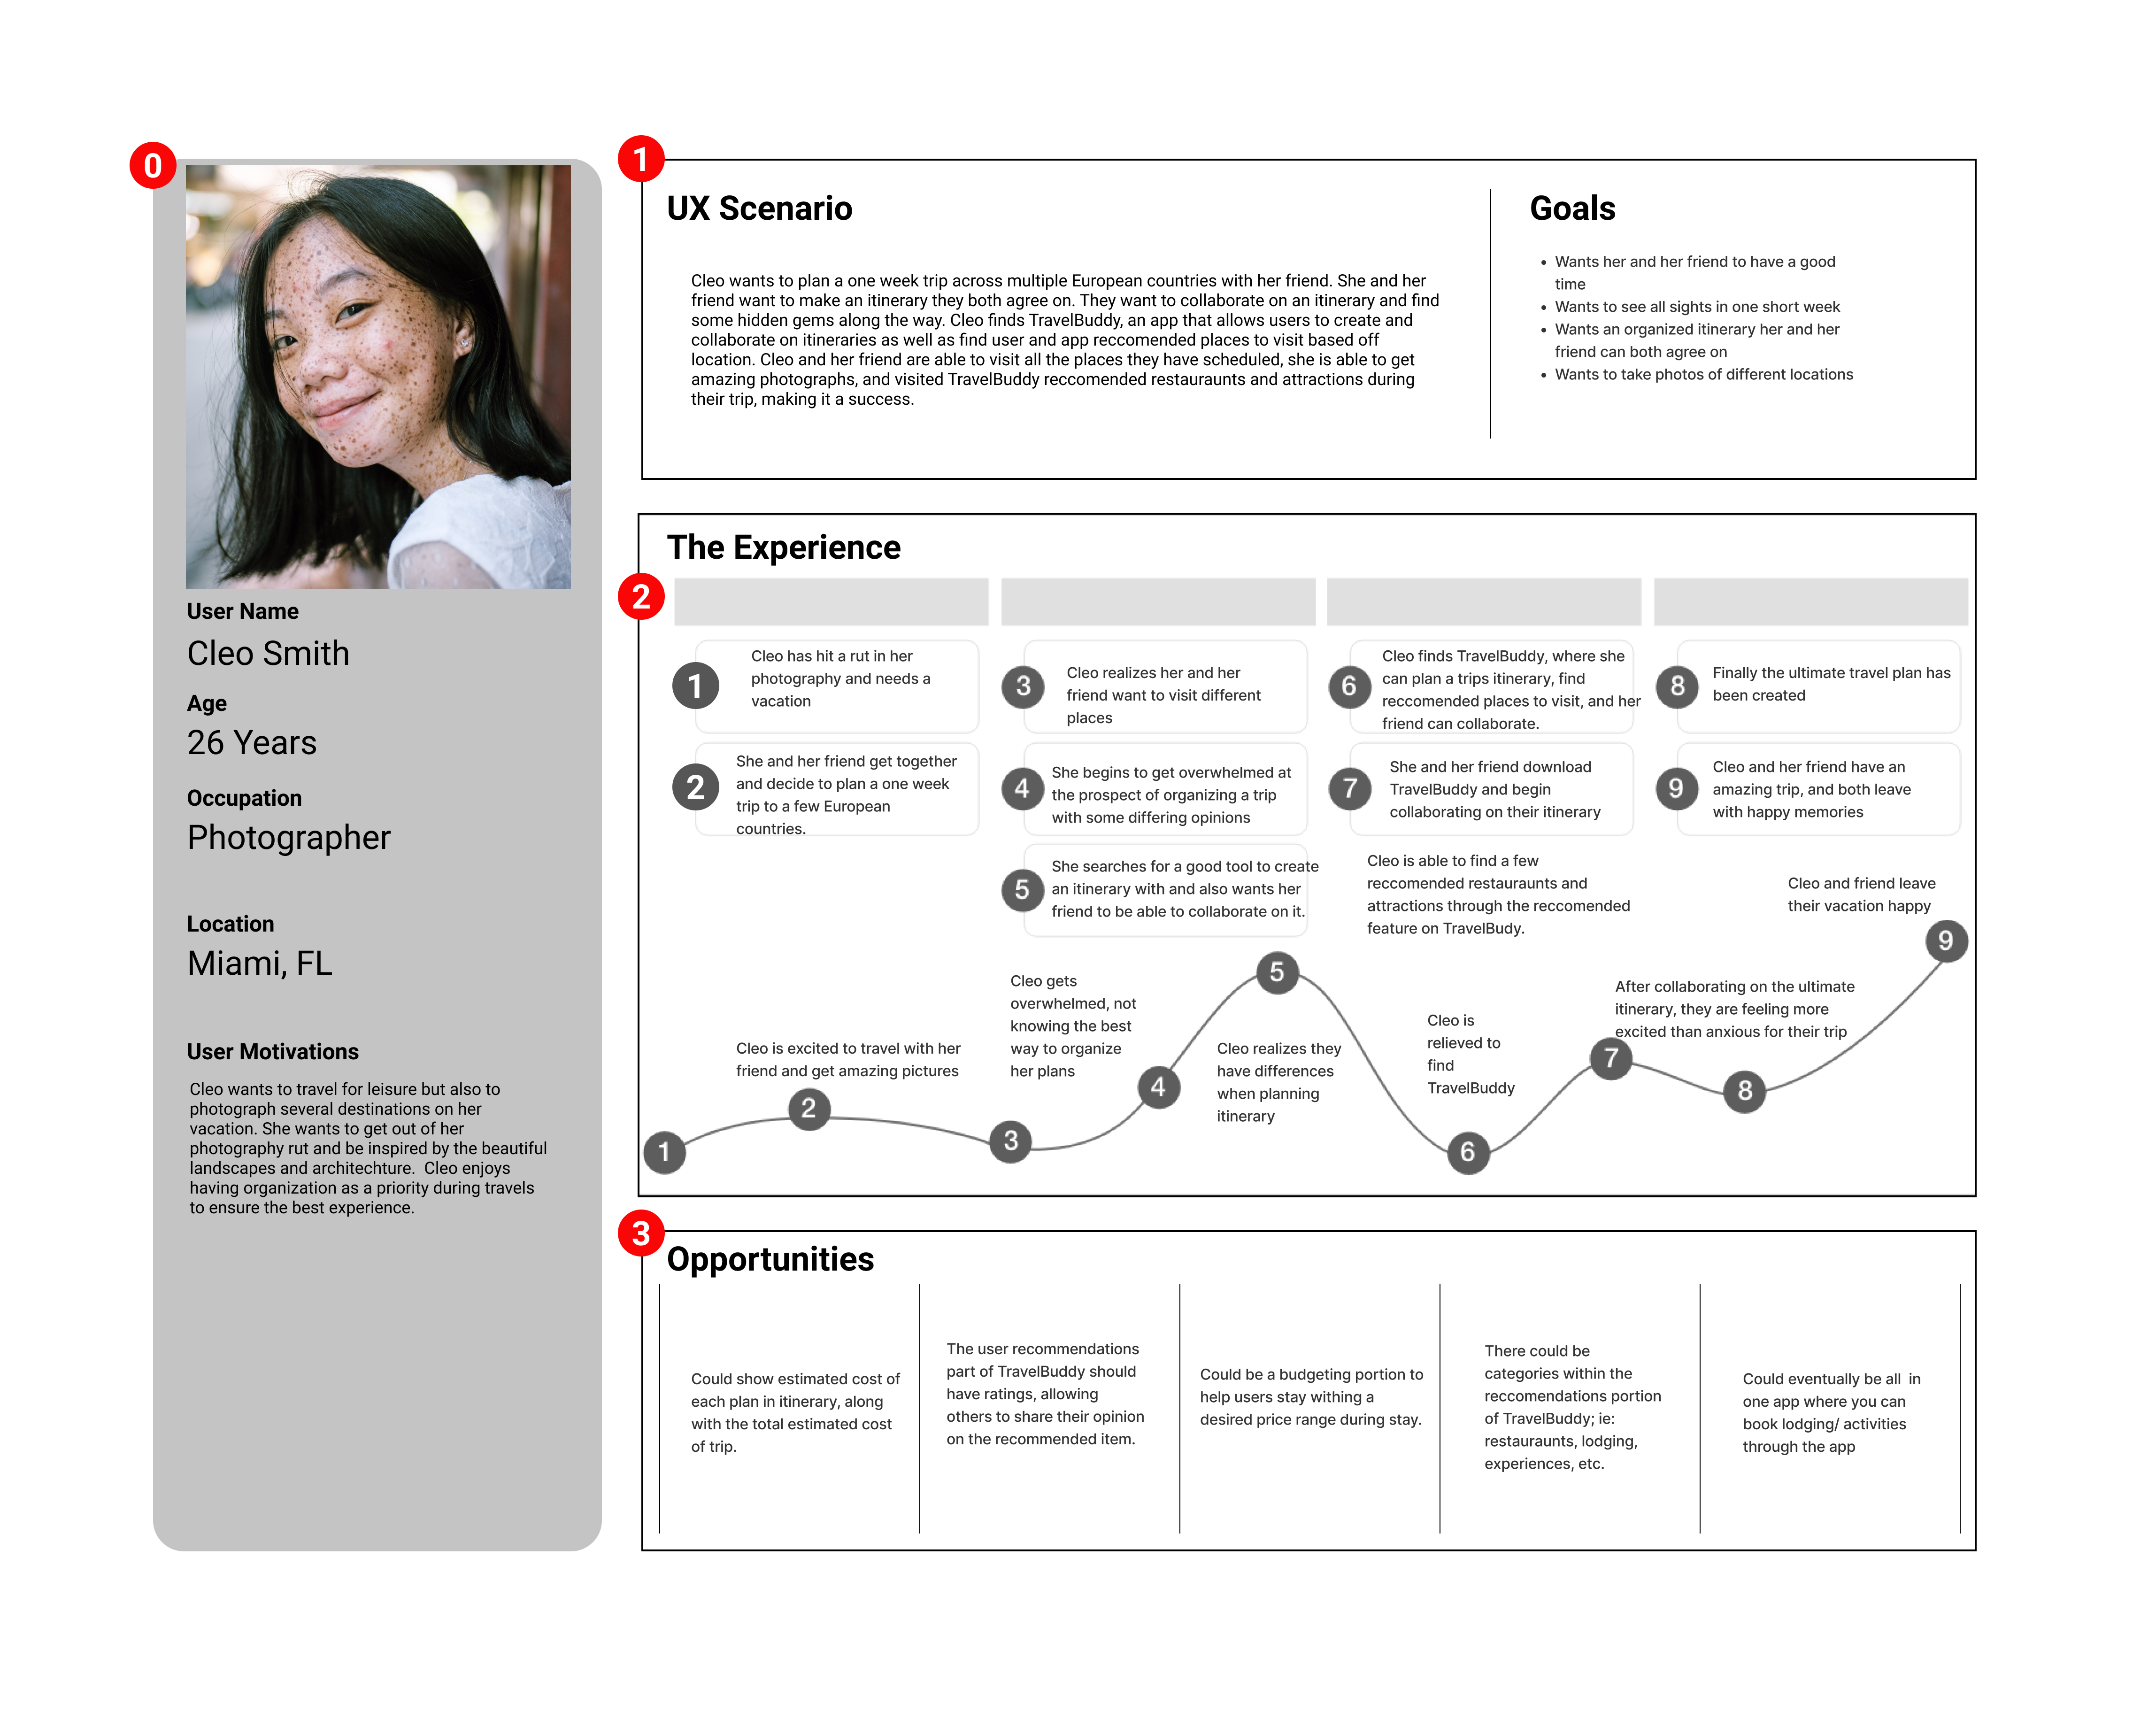 0
User Name
Cleo Smith
Age
26 Years
Occupation
Photographer
Location
Miami, FL
User Motivations
Cleo wants to travel for leisure but also to
photograph several destinations on her
vacation. She wants to get out of her
photography rut and be inspired by the beautiful
landscapes and architechture.  Cleo enjoys
having organization as a priority during travels
to ensure the best experience.
1
UX Scenario
Cleo wants to plan a one week trip across multiple European countries with her friend. She and her
friend want to make an itinerary they both agree on. They want to collaborate on an itinerary and find
some hidden gems along the way. Cleo finds TravelBuddy, an app that allows users to create and
collaborate on itineraries as well as find user and app reccomended places to visit based off
location. Cleo and her friend are able to visit all the places they have scheduled, she is able to get
amazing photographs, and visited TravelBuddy reccomended restauraunts and attractions during
their trip, making it a success.
Goals
• Wants her and her friend to have a good
time
• Wants to see all sights in one short week
• Wants an organized itinerary her and her
friend can both agree on
• Wants to take photos of different locations
The Experience
2
1
Cleo has hit a rut in her
photography and needs a
vacation
2
She and her friend get together
and decide to plan a one week
trip to a few European
countries.
3
Cleo realizes her and her
friend want to visit different
places
4
She begins to get overwhelmed at
the prospect of organizing a trip
with some differing opinions
5
She searches for a good tool to create
an itinerary with and also wants her
friend to be able to collaborate on it.
6
Cleo finds TravelBuddy, where she
can plan a trips itinerary, find
reccomended places to visit, and her
friend can collaborate.
7
She and her friend download
TravelBuddy and begin
collaborating on their itinerary
8
Finally the ultimate travel plan has
been created
9
Cleo and her friend have an
amazing trip, and both leave
with happy memories
1
Cleo is excited to travel with her
friend and get amazing pictures
2
3
Cleo gets
overwhelmed, not
knowing the best
way to organize
her plans
4
5
Cleo realizes they
have differences
when planning
itinerary
Cleo is able to find a few
reccomended restauraunts and
attractions through the reccomended
feature on TravelBudy.
Cleo is
relieved to
find
TravelBuddy
6
After collaborating on the ultimate
itinerary, they are feeling more
excited than anxious for their trip
7
8
Cleo and friend leave
their vacation happy
9
3
Opportunities
Could show estimated cost of
each plan in itinerary, along
with the total estimated cost
of trip.
The user recommendations
part of TravelBuddy should
have ratings, allowing
others to share their opinion
on the recommended item.
Could be a budgeting portion to
help users stay withing a
desired price range during stay.
There could be
categories within the
reccomendations portion
of TravelBuddy; ie:
restauraunts, lodging,
experiences, etc.
Could eventually be all  in
one app where you can
book lodging/ activities
through the app